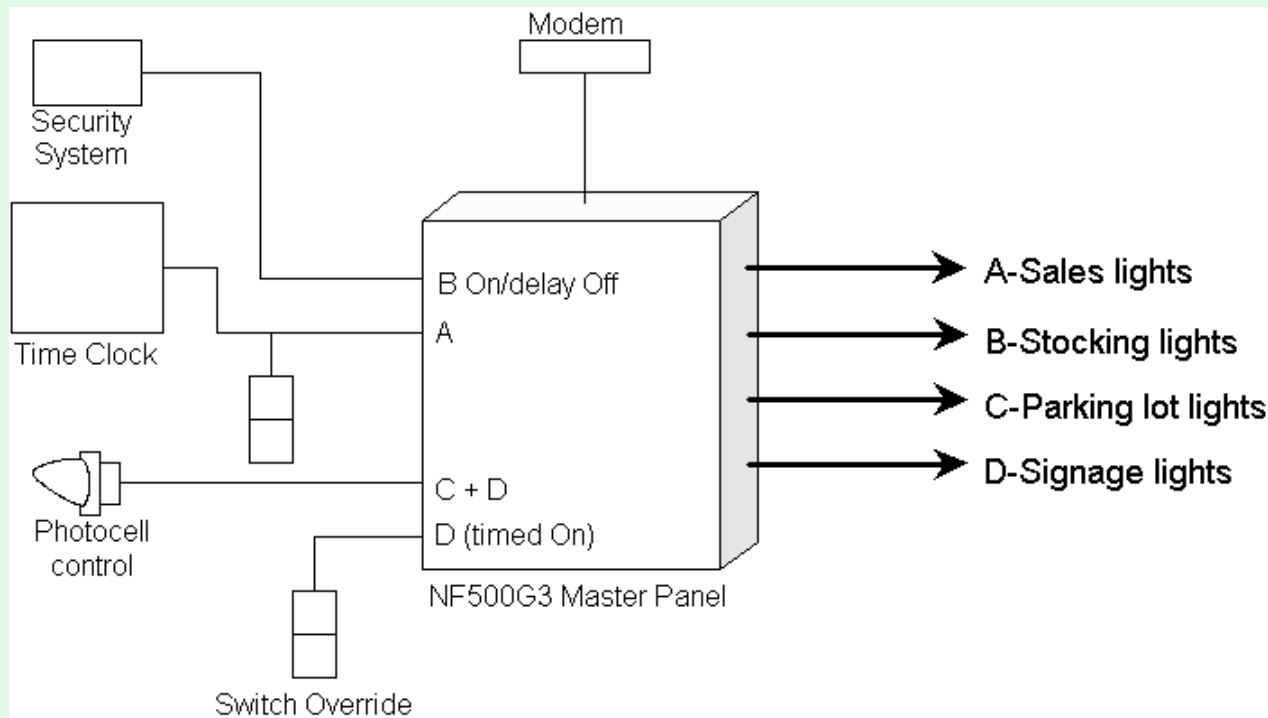 Modem
Security
System
Time Clock
B On/delay Off
A
C + D
D (timed On)
Photocell
control
Switch Override
NF500G3 Master Panel
A-Sales lights
B-Stocking lights
C-Parking lot lights
D-Signage lights